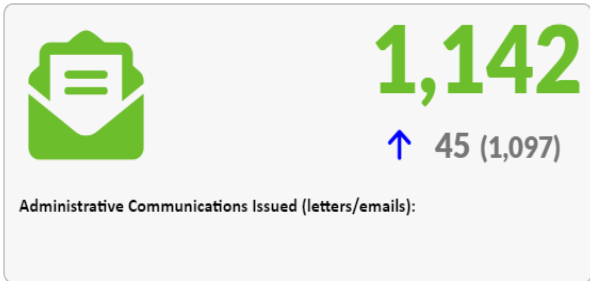 1,142
↑ 45 (1,097)
Administrative Communications Issued (letters/emails):